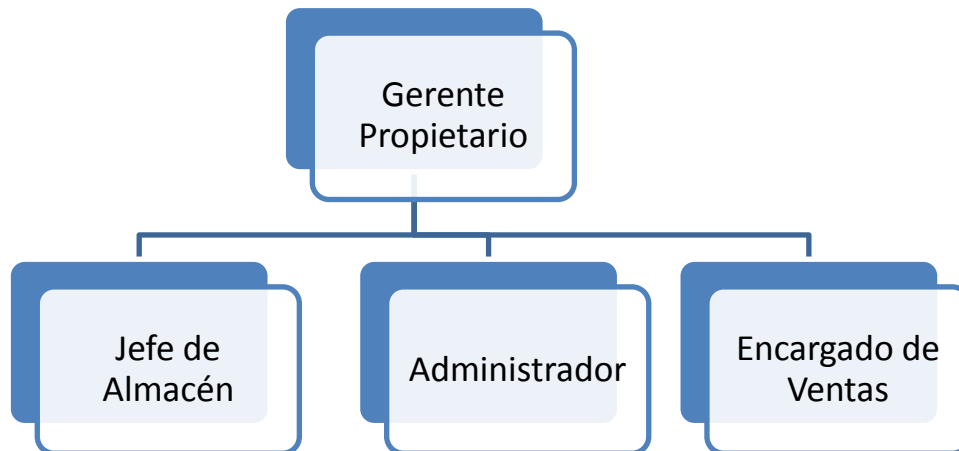 Gerente
Propietario
Jefe de
Almacén
Administrador
Encargado de
Ventas